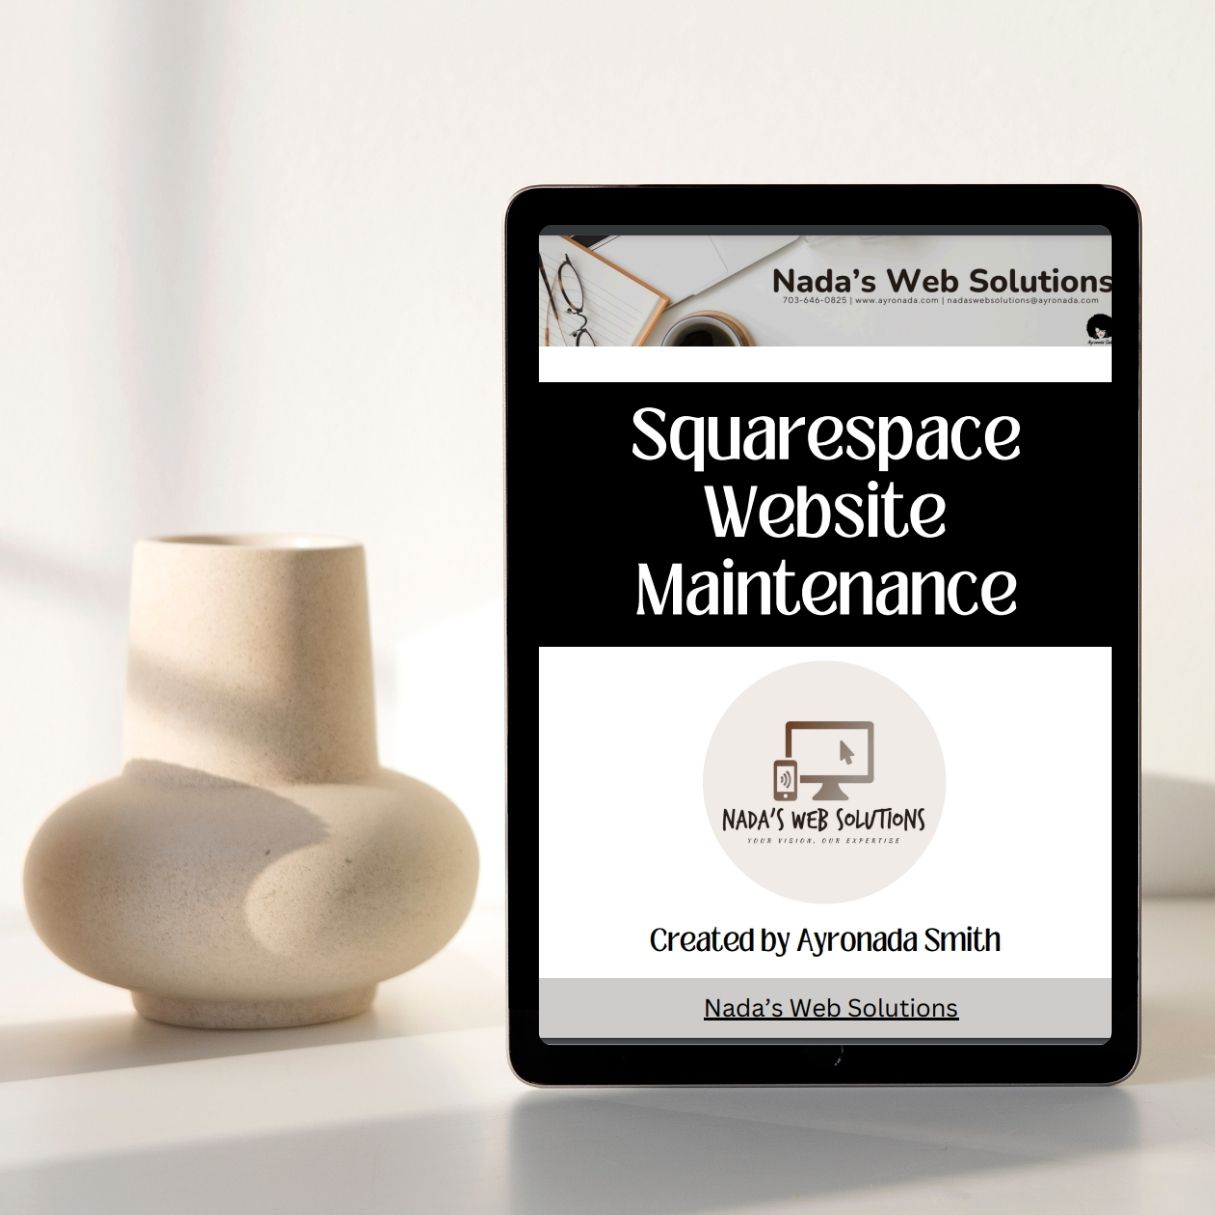 Nada's Web Solutions
703-646-0825 | www.ayronada.com | nadaswebsolutions@ayronada.com
Squarespace
Website
Maintenance
NADA'S WEB SOLUTIONS
YOUR VISION, OUR EXPERTISE
Created by Ayronada Smith
Nada's Web Solutions